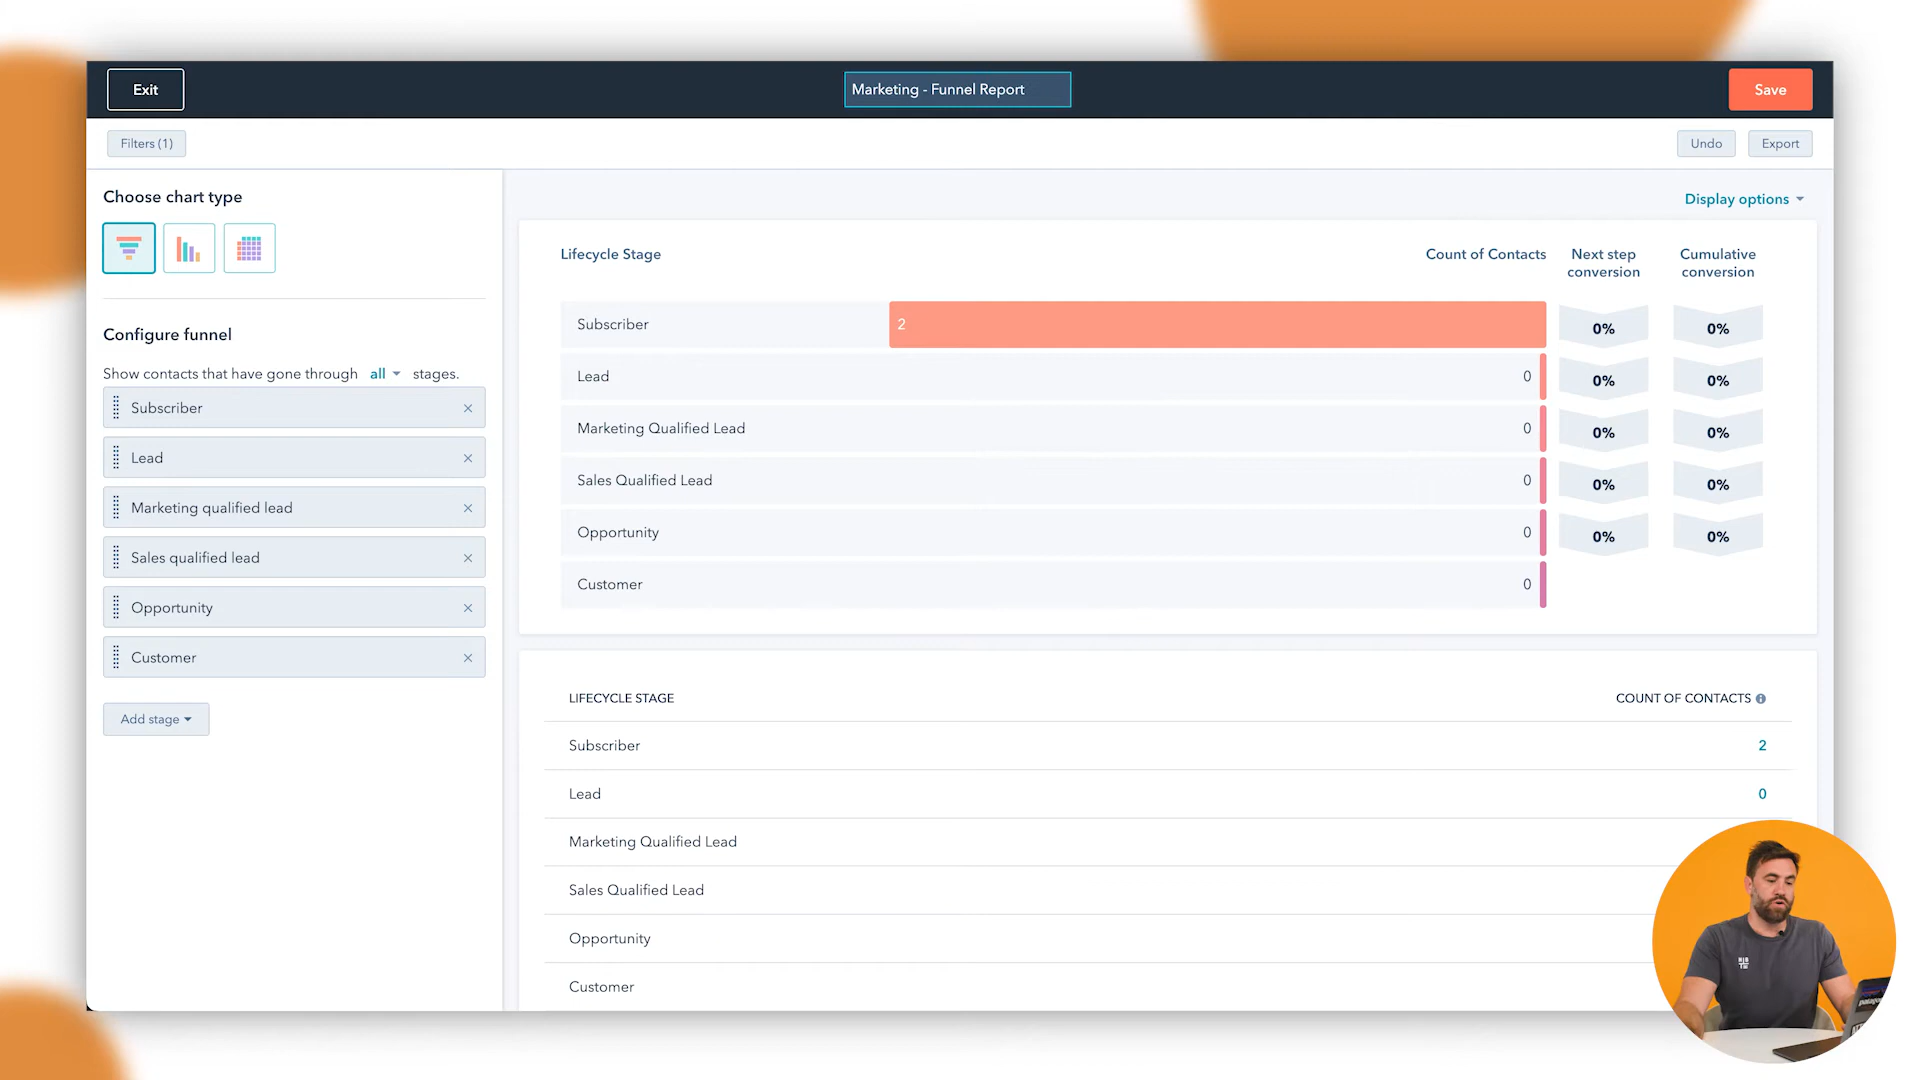 Exit
Marketing - Funnel Report
Save
Filters (1)
Undo
Export
Choose chart type
Display options
Configure funnel
Show contacts that have gone through all stages.
Subscriber
Lead
Marketing qualified lead
Sales qualified lead
Opportunity
Customer
Add stage
Lifecycle Stage
Count of Contacts
Next step conversion
Cumulative conversion
Subscriber 2 0% 0%
Lead 0 0% 0%
Marketing Qualified Lead 0 0% 0%
Sales Qualified Lead 0 0% 0%
Opportunity 0 0% 0%
Customer 0
LIFECYCLE STAGE COUNT OF CONTACTS
Subscriber 2
Lead 0
Marketing Qualified Lead
Sales Qualified Lead
Opportunity
Customer